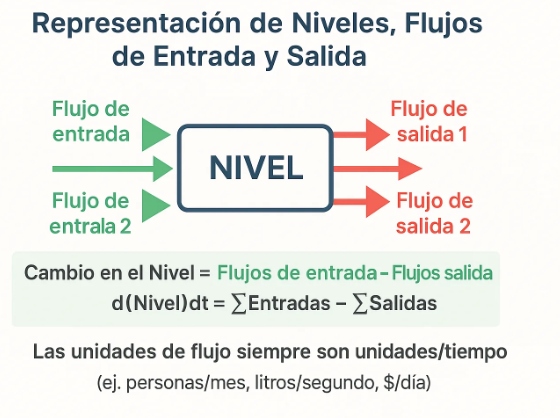 Representación de Niveles, Flujos
de Entrada y Salida
Flujo de
entrada
Flujo de
entrala 2
NIVEL
Flujo de
salida 1
Flujo de
salida 2
Cambio en el Nivel = Flujos de entrada - Flujos salida
d(Nivel)dt = ∑Entradas − ∑Salidas
Las unidades de flujo siempre son unidades/tiempo
(ej. personas/mes, litros/segundo, $/día)